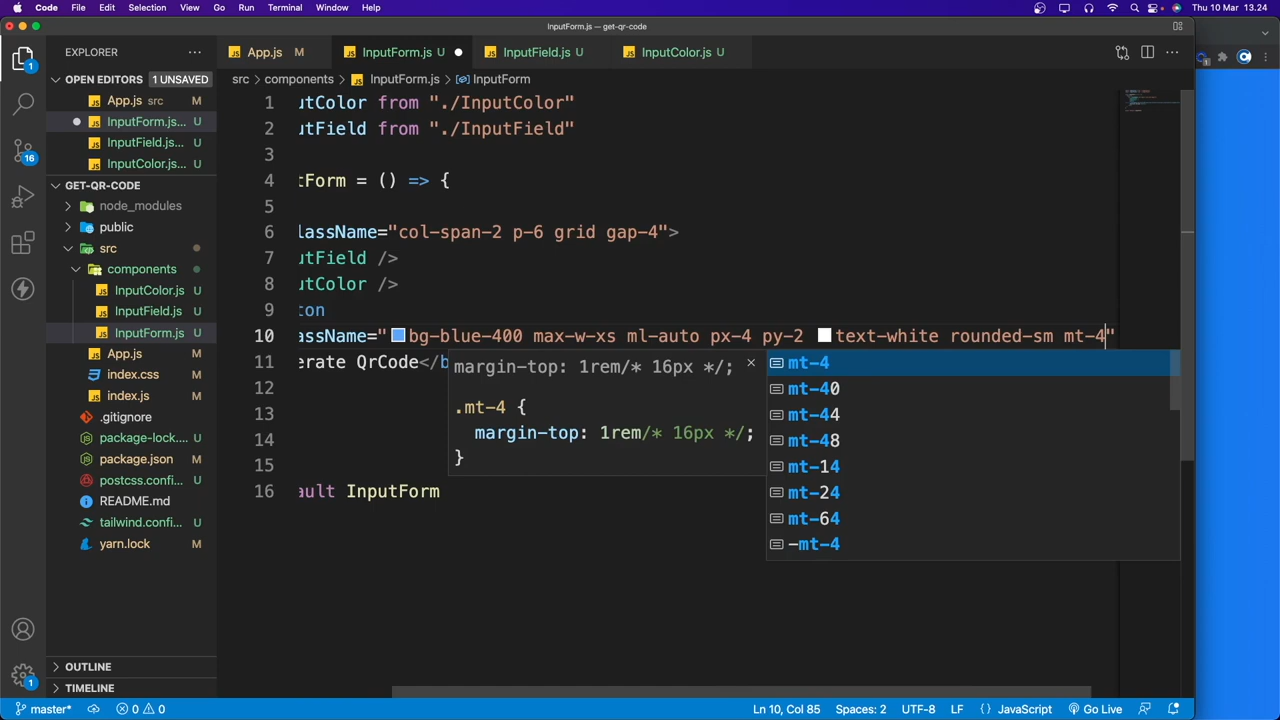 Code File Edit Selection View Go Run Terminal Window Help Thu 10 Mar 13.24
InputForm.js — get-qr-code
EXPLORER
App.js M InputForm.js U InputField.js U InputColor.js U
OPEN EDITORS 1 UNSAVED
App.js src M
InputForm.js... U
InputField.js... U
InputColor.js... U
GET-QR-CODE
node_modules
public
src
components
InputColor.js U
InputField.js U
InputForm.js U
App.js M
index.css M
index.js M
.gitignore
package-lock.... M
package.json M
postcss.confi... U
README.md M
tailwind.confi... U
yarn.lock M
OUTLINE
TIMELINE
1
16
1
src > components > InputForm.js > InputForm
1 utColor from "./InputColor"
2 utField from "./InputField"
3
4 tForm = () => {
5
6 lassName="col-span-2 p-6 grid gap-4">
7 utField />
8 utColor />
9 ton
10 assName="bg-blue-400 max-w-xs ml-auto px-4 py-2 text-white rounded-sm mt-4"
11 erate QrCode</b
12
13
14
15
16 ault InputForm
margin-top: 1rem/* 16px */;
.mt-4 {
margin-top: 1rem/* 16px */;
}
mt-4
mt-40
mt-44
mt-48
mt-14
mt-24
mt-64
-mt-4
master* 0 0 Ln 10, Col 85 Spaces: 2 UTF-8 LF {} JavaScript Go Live